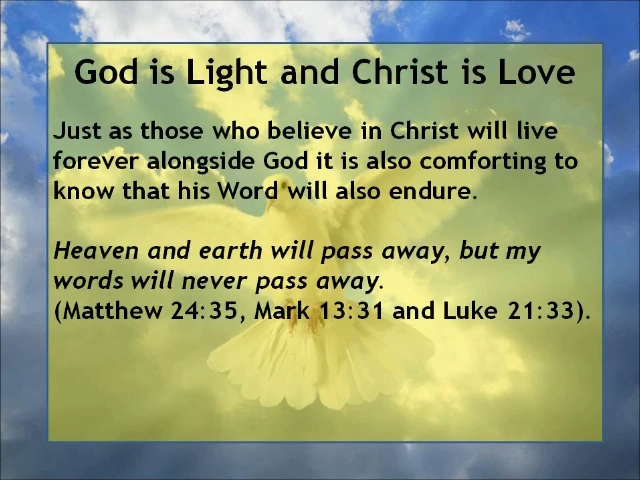 God is Light and Christ is Love
Just as those who believe in Christ will live
forever alongside God it is also comforting to
know that his Word will also endure.
Heaven and earth will pass away, but my
words will never pass away.
(Matthew 24:35, Mark 13:31 and Luke 21:33).